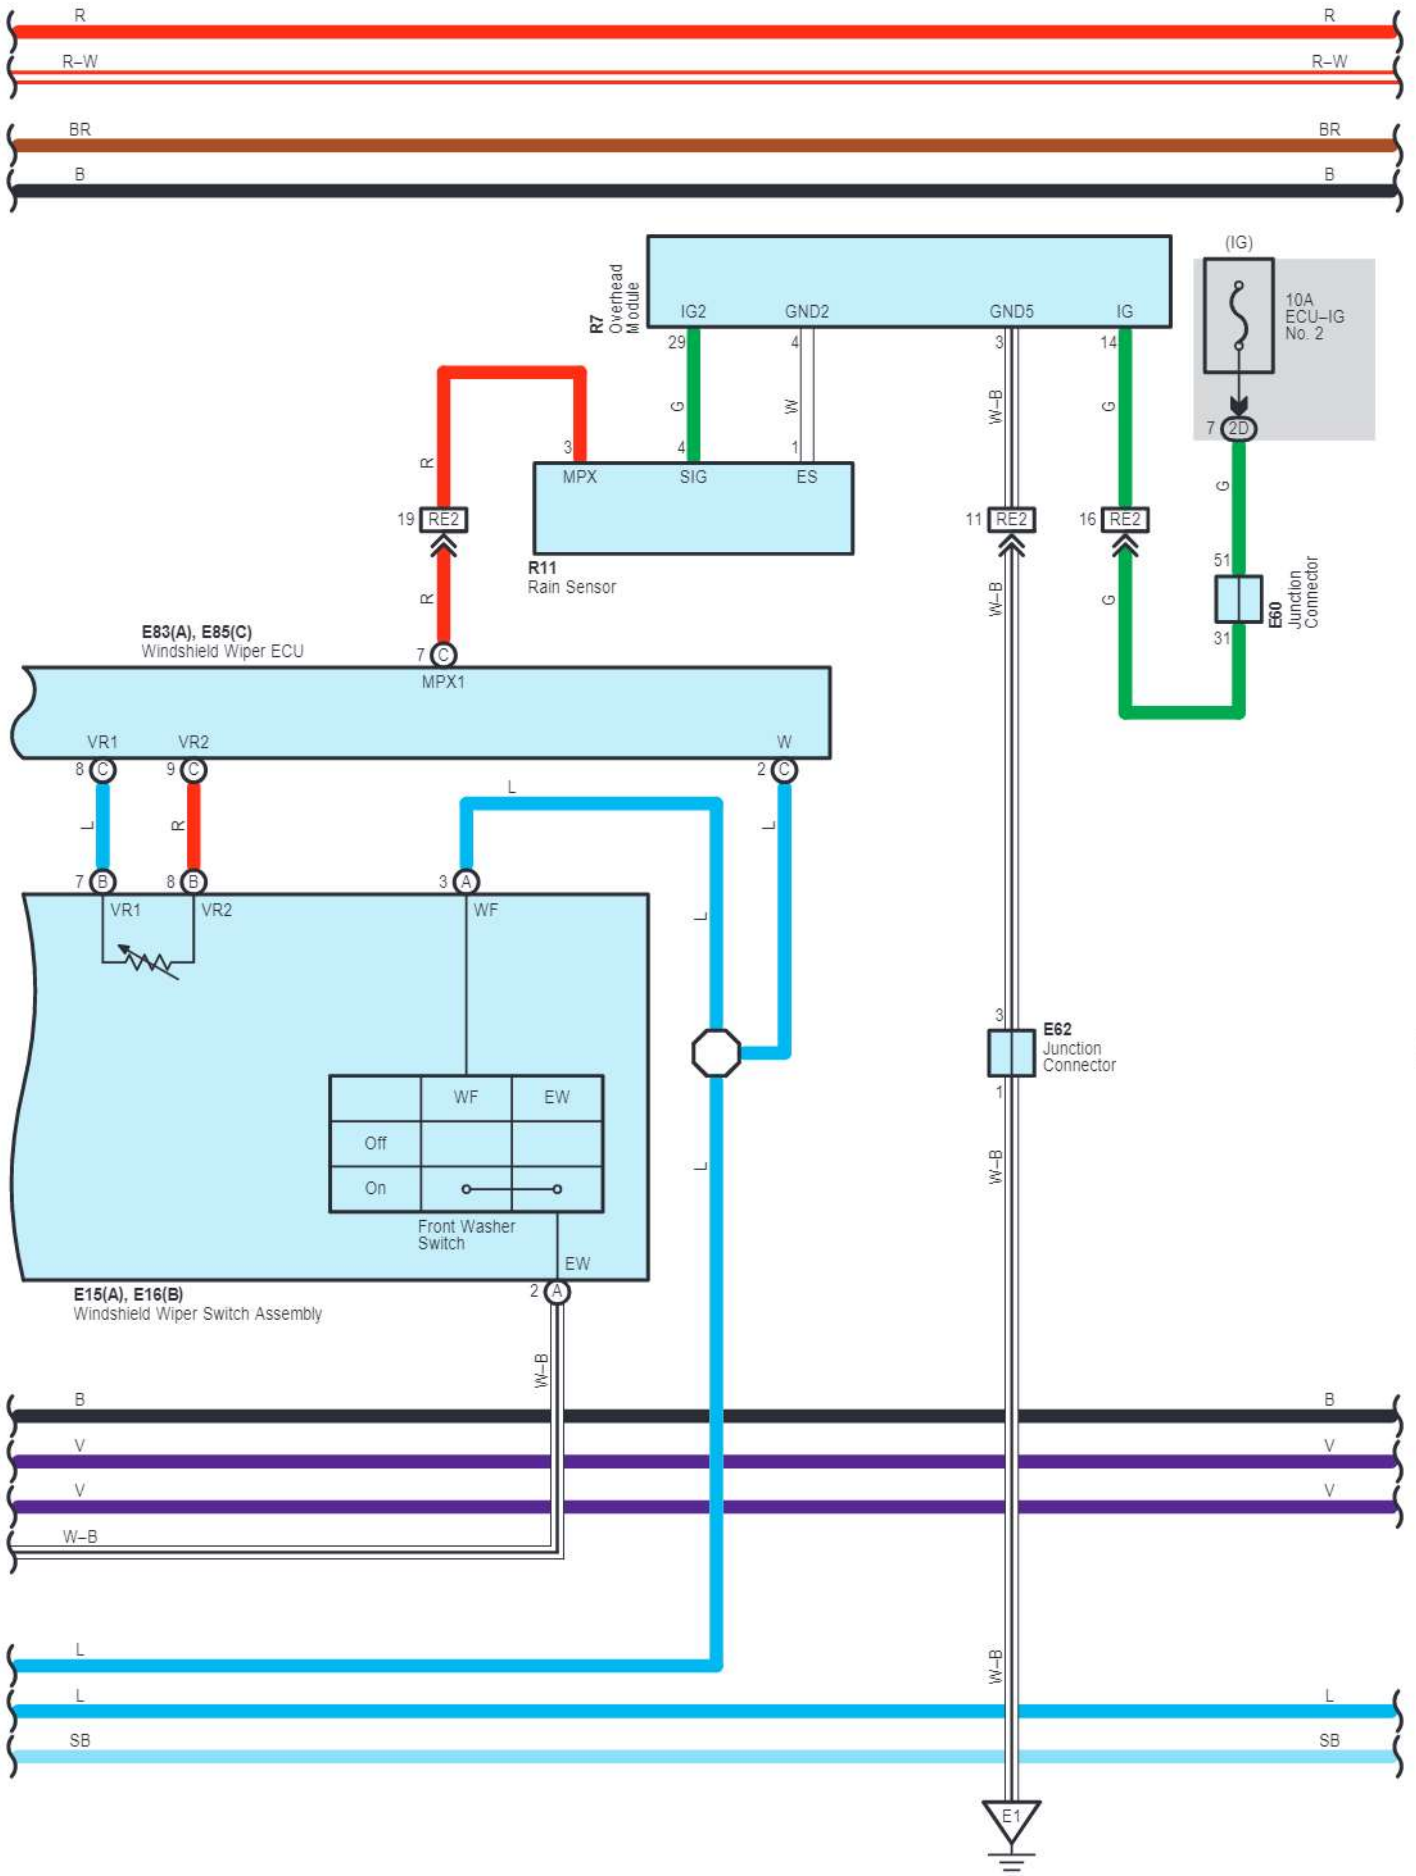 R R
R–W R–W
BR BR
B B
(IG)
R7
Overhead
Module
IG2 GND2 GND5 IG
10A
ECU–IG
No. 2
29 4 3 14
G W W–B G
7 2D
R
3 4 1
MPX SIG ES
G
19 RE2
11 RE2
16 RE2
R11
Rain Sensor
51
E60
Junction
Connector
31
R
W–B
G
E83(A), E85(C)
Windshield Wiper ECU
7 C
MPX1
VR1 VR2 W
8 C 9 C 2 C
L R L L
7 B 8 B 3 A
VR1 VR2 WF
L
3
E62
Junction
Connector
1
WF EW
Off
On
Front Washer
Switch
EW
L
W–B
E15(A), E16(B)
Windshield Wiper Switch Assembly
2 A
W–B
B B
V V
V V
W–B
L
W–B
L L
SB SB
E1